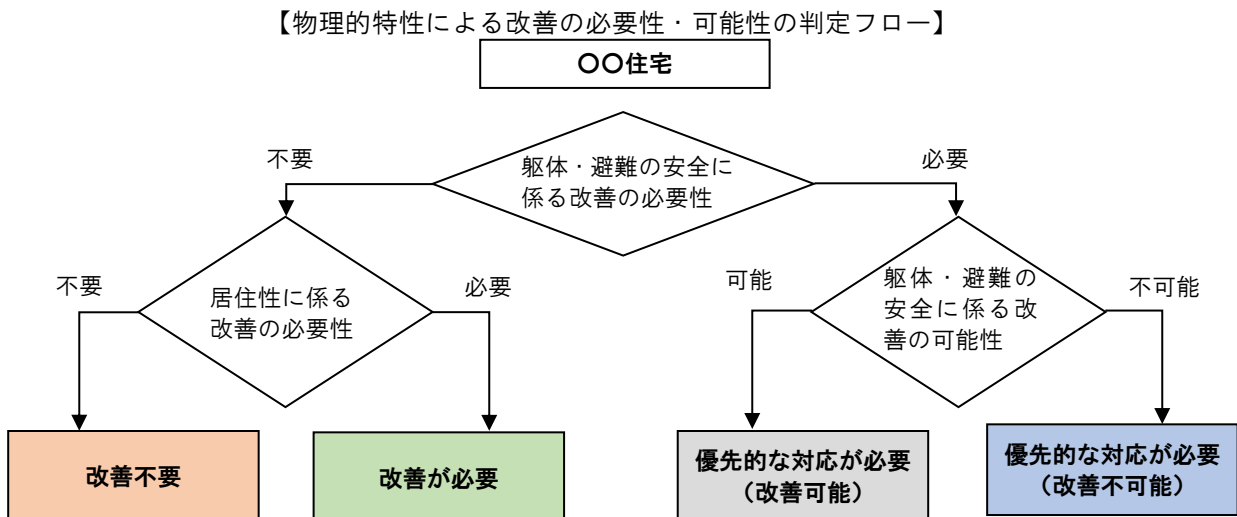 【物理的特性による改善の必要性・可能性の判定フロー】
〇〇住宅
躯体・避難の安全に
係る改善の必要性
不要
必要
居住性に係る
改善の必要性
不要
必要
躯体・避難の
安全に係る改
善の可能性
可能
不可能
改善不要
改善が必要
優先的な対応が必要
（改善可能）
優先的な対応が必要
（改善不可能）